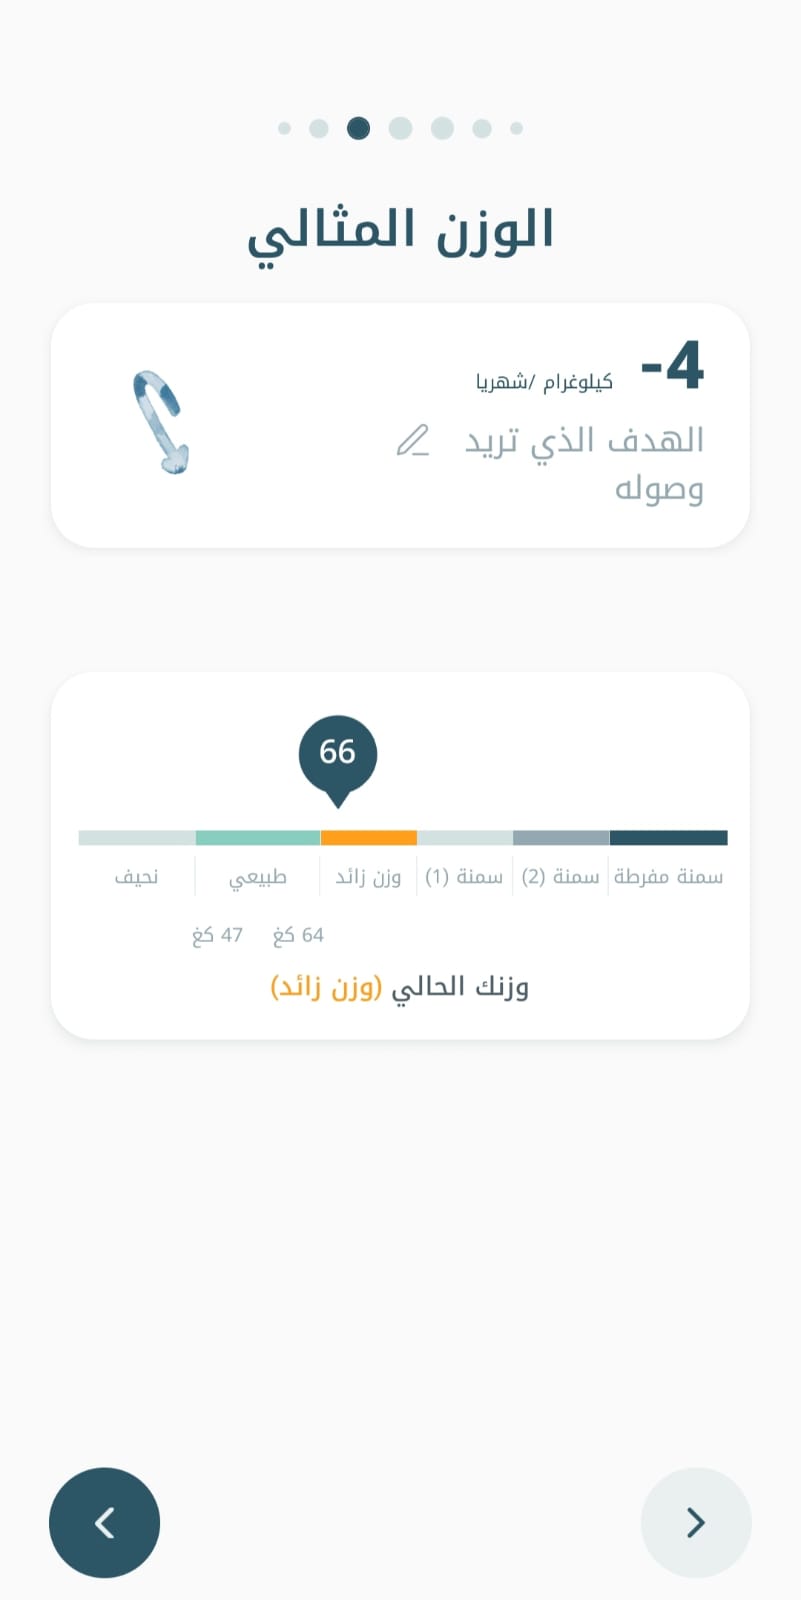 الوزن المثالي
-4 كيلوغرام /شهريا
الهدف الذي تريد
وصوله
66
سمنة مفرطة
سمنة (2)
سمنة (1)
وزن زائد
طبيعي
نحيف
64 كغ
47 كغ
وزنك الحالي (وزن زائد)